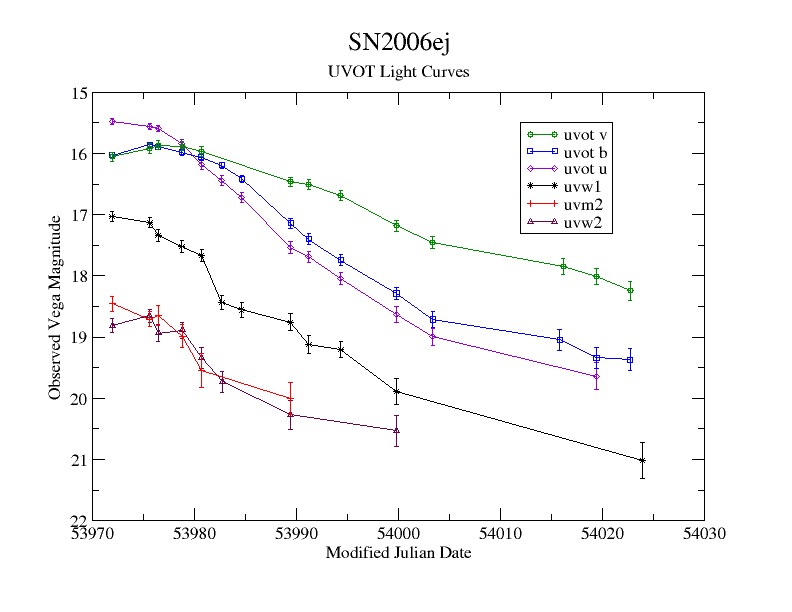 SN2006ej
UVOT Light Curves
15
16
17
18
19
20
21
22
Observed Vega Magnitude
uvot v
uvot b
uvot u
uvw1
uvm2
uvw2
53970 53980 53990 54000 54010 54020 54030
Modified Julian Date